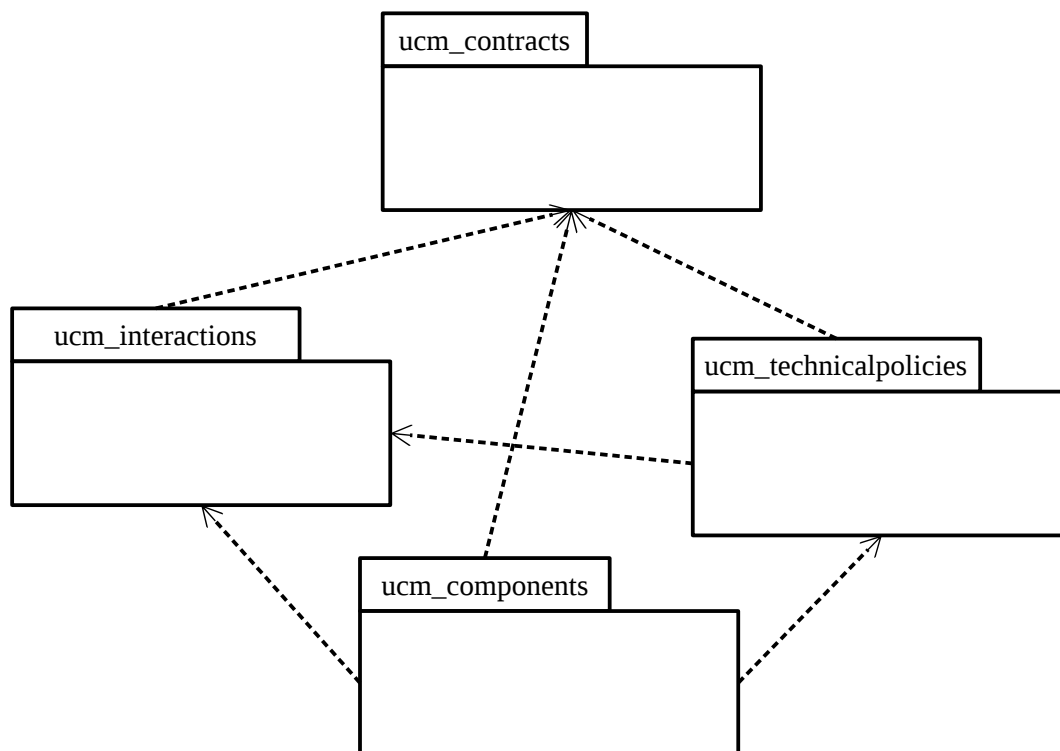 ucm_contracts
ucm_interactions
ucm_technicalpolicies
ucm_components